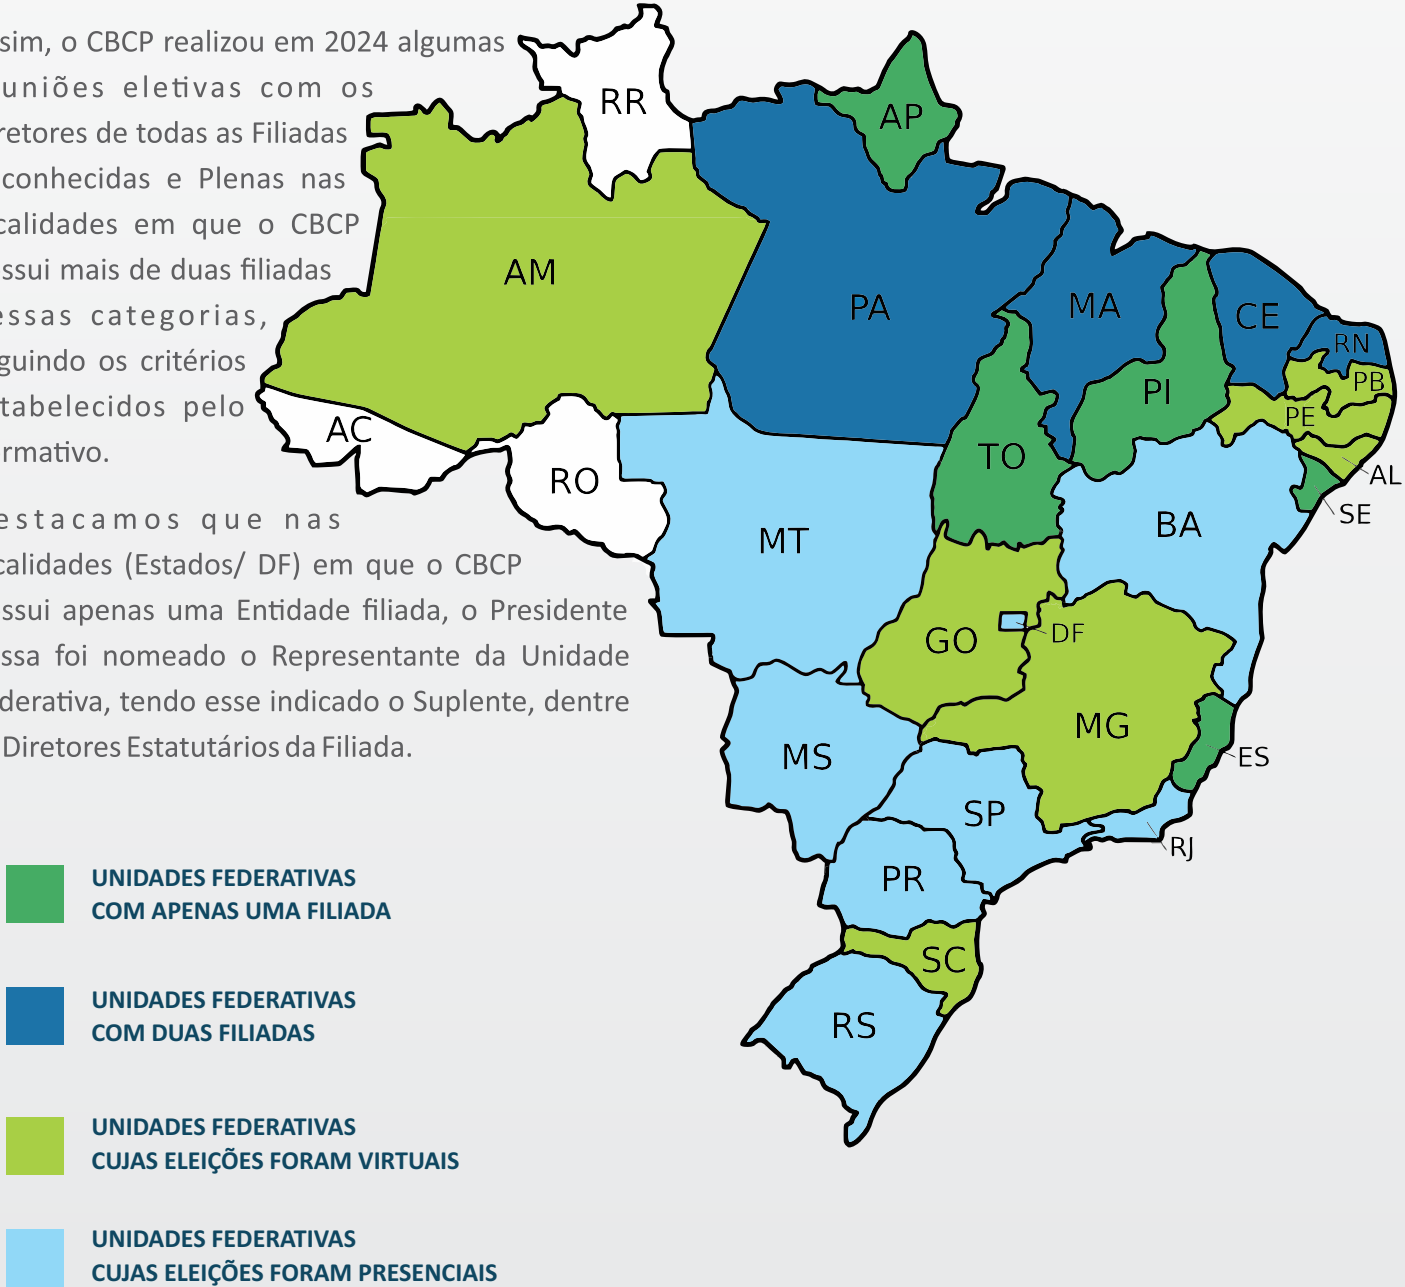 sim, o CBCP realizou em 2024 algumas
uniões eletivas com os
retores de todas as Filiadas
conhecidas e Plenas nas
calidades em que o CBCP
ssui mais de duas filiadas
essas categorias,
guindo os critérios
tabelecidos pelo
rmativo.
estacamos que nas
calidades (Estados/ DF) em que o CBCP
ssui apenas uma Entidade filiada, o Presidente
ssa foi nomeado o Representante da Unidade
derativa, tendo esse indicado o Suplente, dentre
Diretores Estatutários da Filiada.
RR
AP
AM
PA
MA
CE
RN
PB
PI
PE
AC
TO
AL
RO
SE
MT
BA
GO
DF
MG
MS
ES
SP
RJ
PR
SC
RS
UNIDADES FEDERATIVAS
COM APENAS UMA FILIADA
UNIDADES FEDERATIVAS
COM DUAS FILIADAS
UNIDADES FEDERATIVAS
CUJAS ELEIÇÕES FORAM VIRTUAIS
UNIDADES FEDERATIVAS
CUJAS ELEIÇÕES FORAM PRESENCIAIS